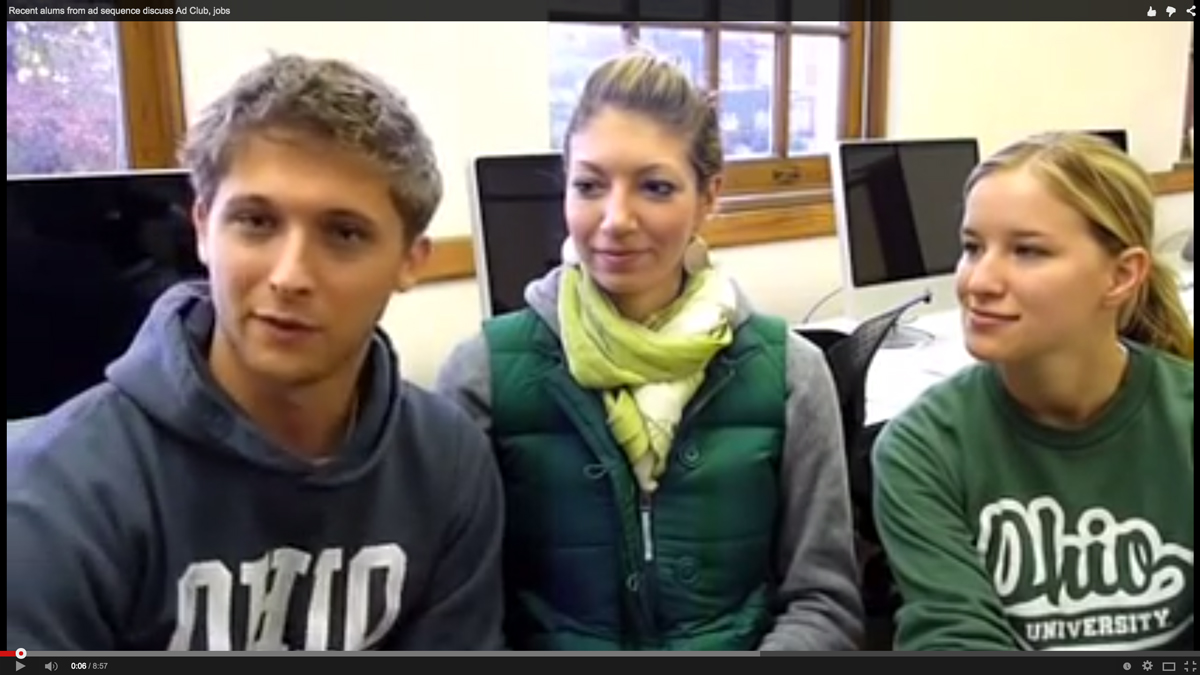 Recent alums from ad sequence discuss Ad Club, jobs
OHIO
Ohio
UNIVERSITY
0:06 / 8:57